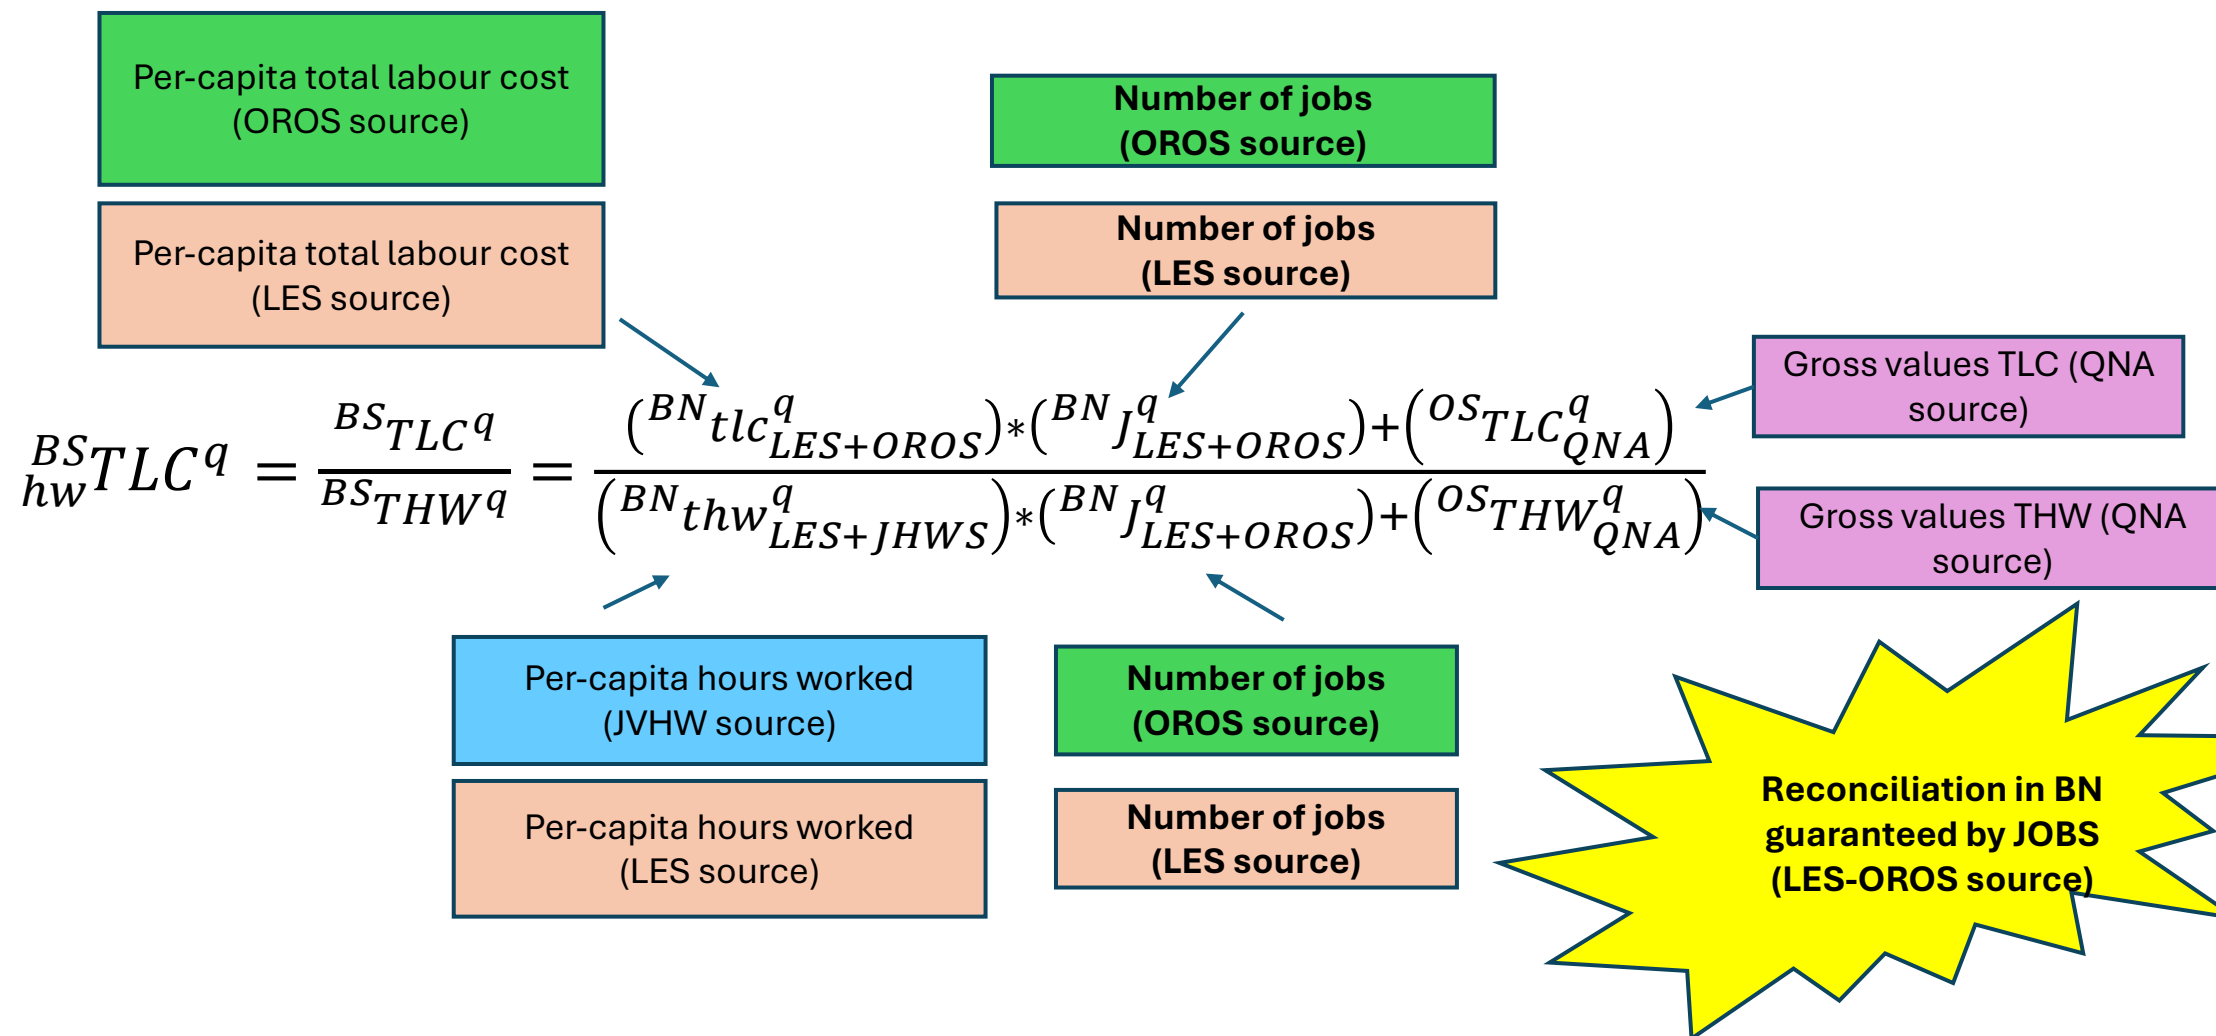 Per-capita total labour cost
(OROS source)
Number of jobs
(OROS source)
Per-capita total labour cost
(LES source)
Number of jobs
(LES source)
Gross values TLC (QNA
source)
$^{BS}_{hw}TLC^{q} = \frac{^{BS}TLC^{q}}{^{BS}THW^{q}} = \frac{(^{BN}tlc^{q}_{LES+OROS})*(^{BN}J^{q}_{LES+OROS})+(^{OS}TLC^{q}_{QNA})}{(^{BN}thw^{q}_{LES+JHWS})*(^{BN}J^{q}_{LES+OROS})+(^{OS}THW^{q}_{QNA})}$
Gross values THW (QNA
source)
Per-capita hours worked
(JVHW source)
Number of jobs
(OROS source)
Per-capita hours worked
(LES source)
Number of jobs
(LES source)
Reconciliation in BN
guaranteed by JOBS
(LES-OROS source)